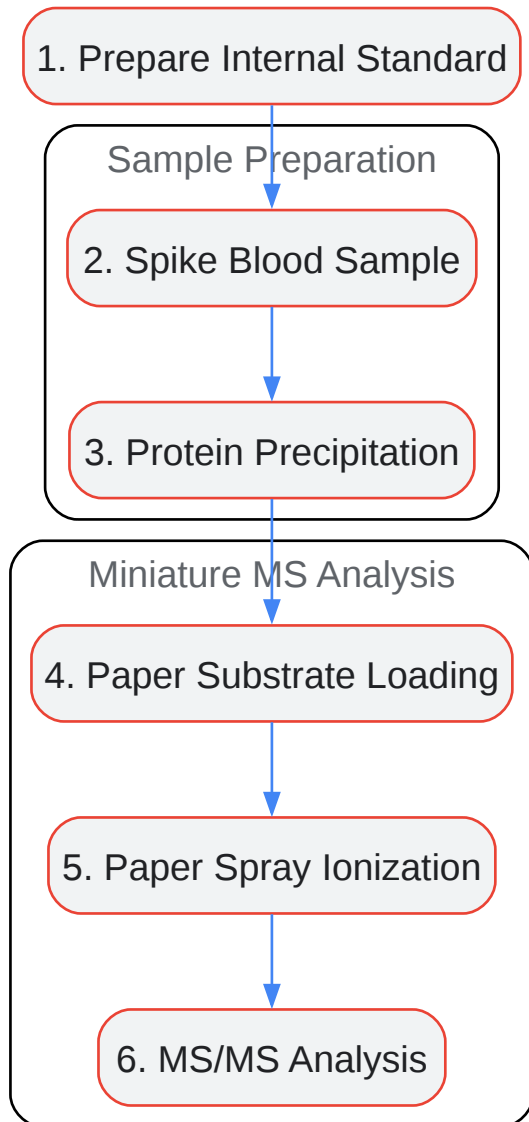 1. Prepare Internal Standard
Sample Preparation
2. Spike Blood Sample
3. Protein Precipitation
Miniature MS Analysis
4. Paper Substrate Loading
5. Paper Spray Ionization
6. MS/MS Analysis